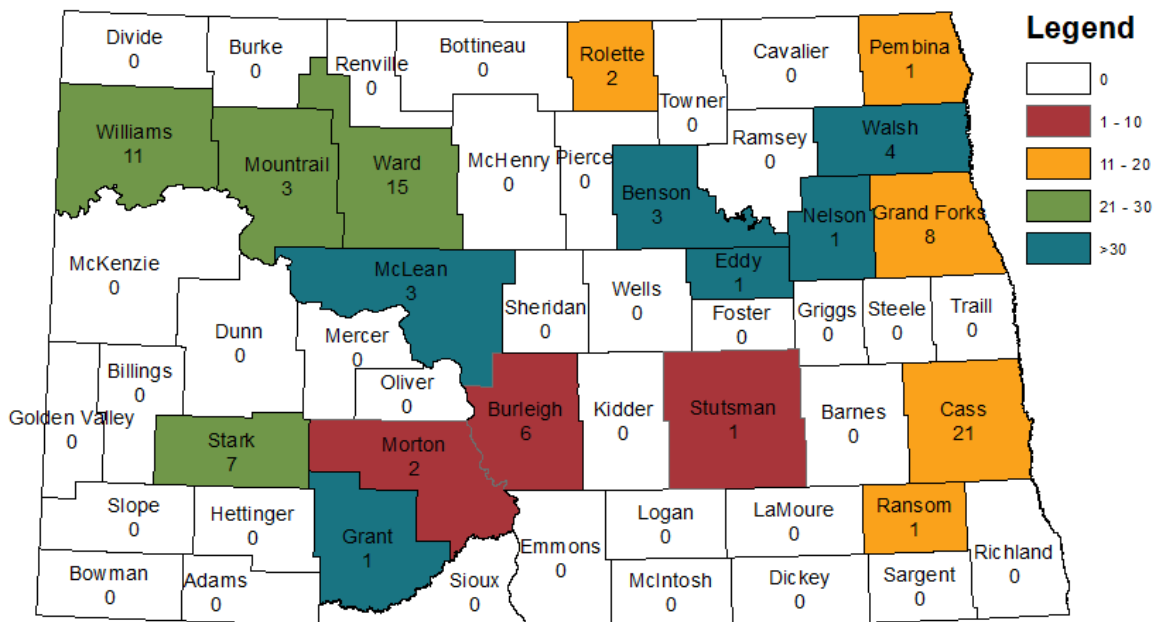 Divide
0
Burke
0
Renville
0
Bottineau
0
Rolette
2
Towner
0
Cavalier
0
Pembina
1
Williams
11
Mountrail
3
Ward
15
McHenry
0
Pierce
0
Benson
3
Ramsey
0
Walsh
4
Nelson
1
Grand Forks
8
McKenzie
0
Dunn
0
McLean
3
Mercer
0
Oliver
0
Sheridan
0
Wells
0
Eddy
1
Foster
0
Griggs
0
Steele
0
Traill
0
Golden Valley
0
Billings
0
Stark
7
Morton
2
Burleigh
6
Kidder
0
Stutsman
1
Barnes
0
Cass
21
Slope
0
Hettinger
0
Grant
1
Bowman
0
Adams
0
Sioux
0
Emmons
0
Logan
0
LaMoure
0
Ransom
1
Richland
0
McIntosh
0
Dickey
0
Sargent
0
Legend
0
1 - 10
11 - 20
21 - 30
>30